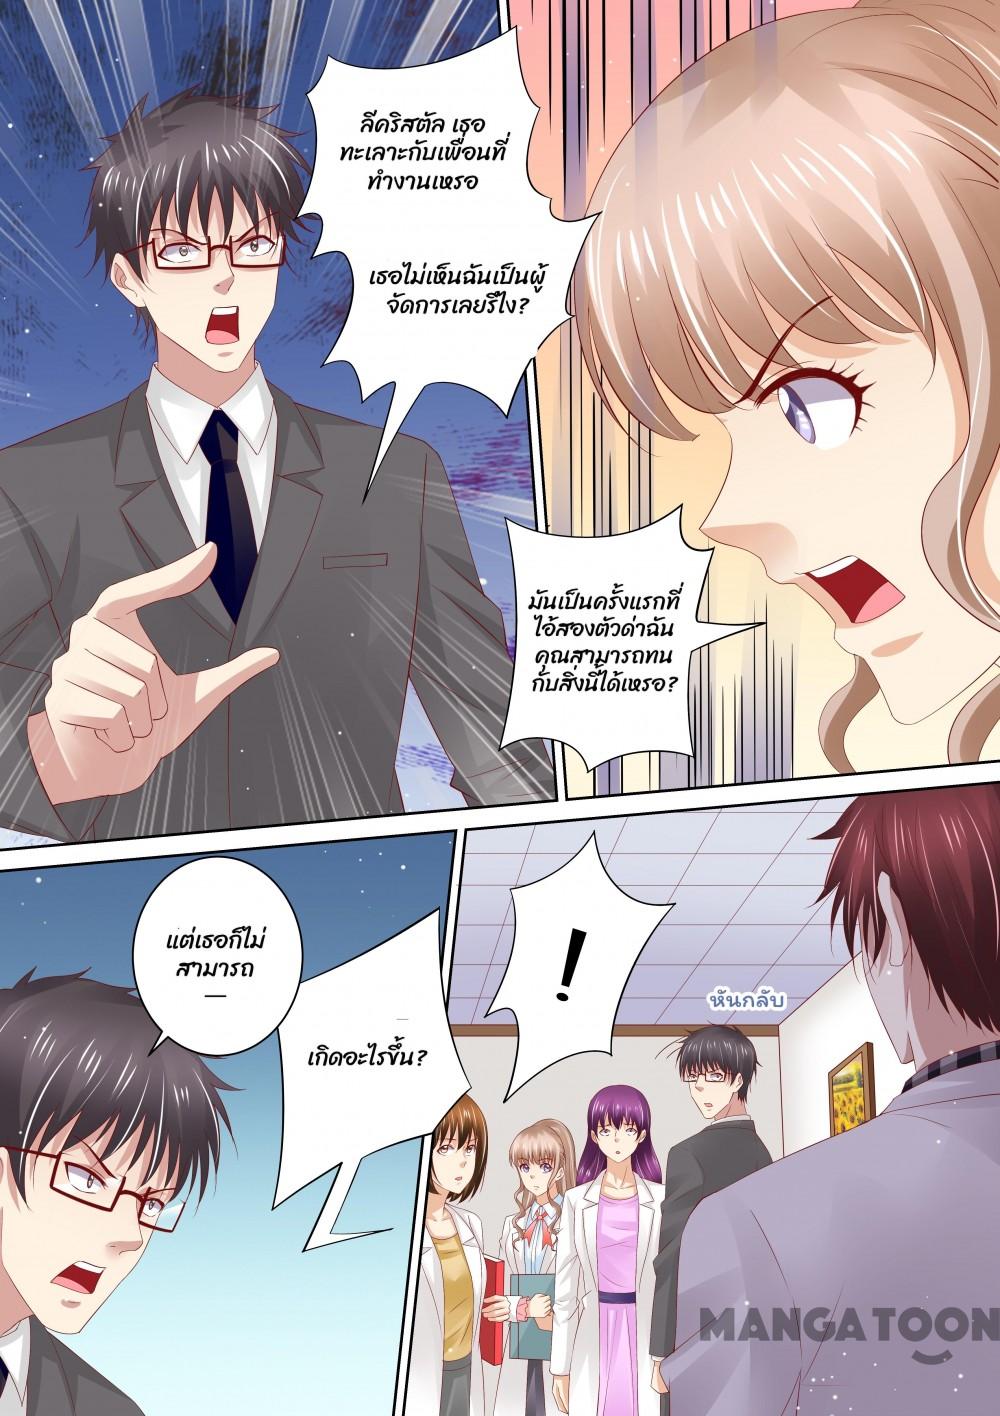 ลีคริสตัล เธอ
ทะเลาะกับเพื่อนที่
ทำงานเหรอ
เธอไม่เห็นฉันเป็นผู้
จัดการเลยรึไง?
มันเป็นครั้งแรกที่
ไอ้สองตัวด่าฉัน
คุณสามารถทน
กับสิ่งนี้ได้เหรอ?
แต่เธอก็ไม่
สามารถ
—
เกิดอะไรขึ้น?
!
หันกลับ
MANGATOON